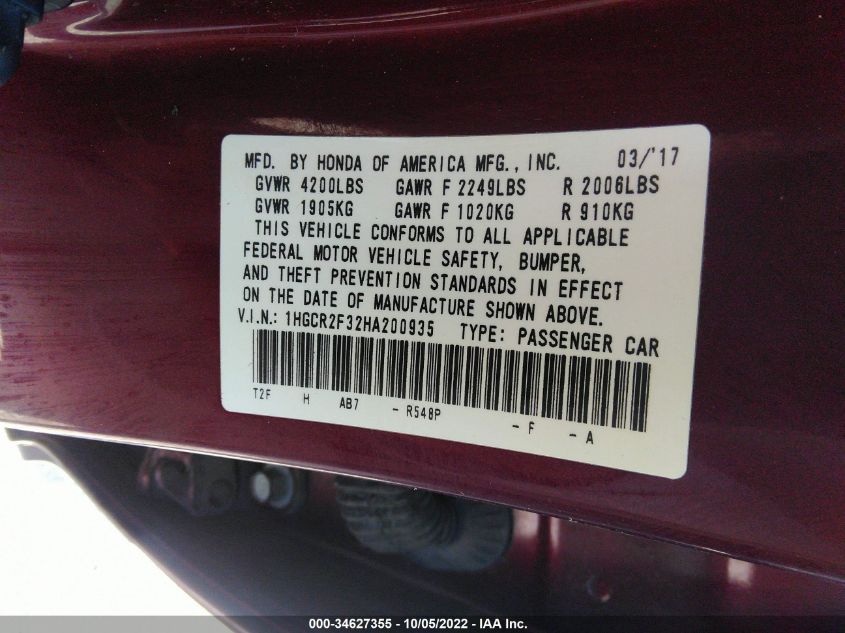 MFD. BY HONDA OF AMERICA MFG., INC. 03/'17
GVWR 4200LBS GAWR F 2249LBS R 2006LBS
GVWR 1905KG GAWR F 1020KG R 910KG
THIS VEHICLE CONFORMS TO ALL APPLICABLE
FEDERAL MOTOR VEHICLE SAFETY, BUMPER,
AND THEFT PREVENTION STANDARDS IN EFFECT
ON THE DATE OF MANUFACTURE SHOWN ABOVE.
V.I.N.: 1HGCR2F32HA200935 TYPE: PASSENGER CAR
T2F H AB7 - R548P - F - A
000-34627355 - 10/05/2022 - IAA Inc.